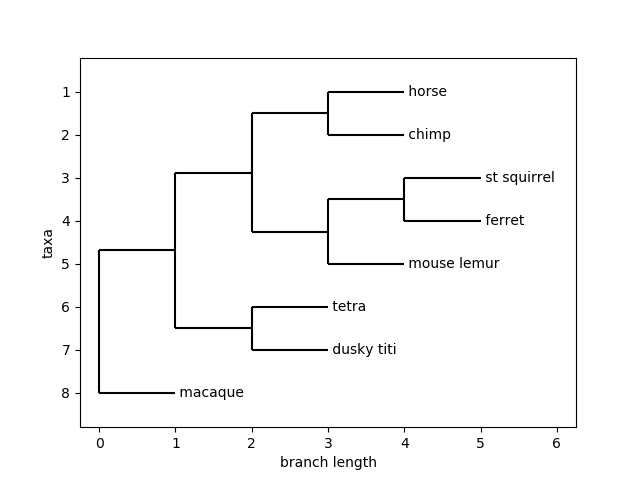 1 horse
2 chimp
3 st squirrel
4 ferret
5 mouse lemur
6 tetra
7 dusky titi
8 macaque
taxa
0 1 2 3 4 5 6
branch length